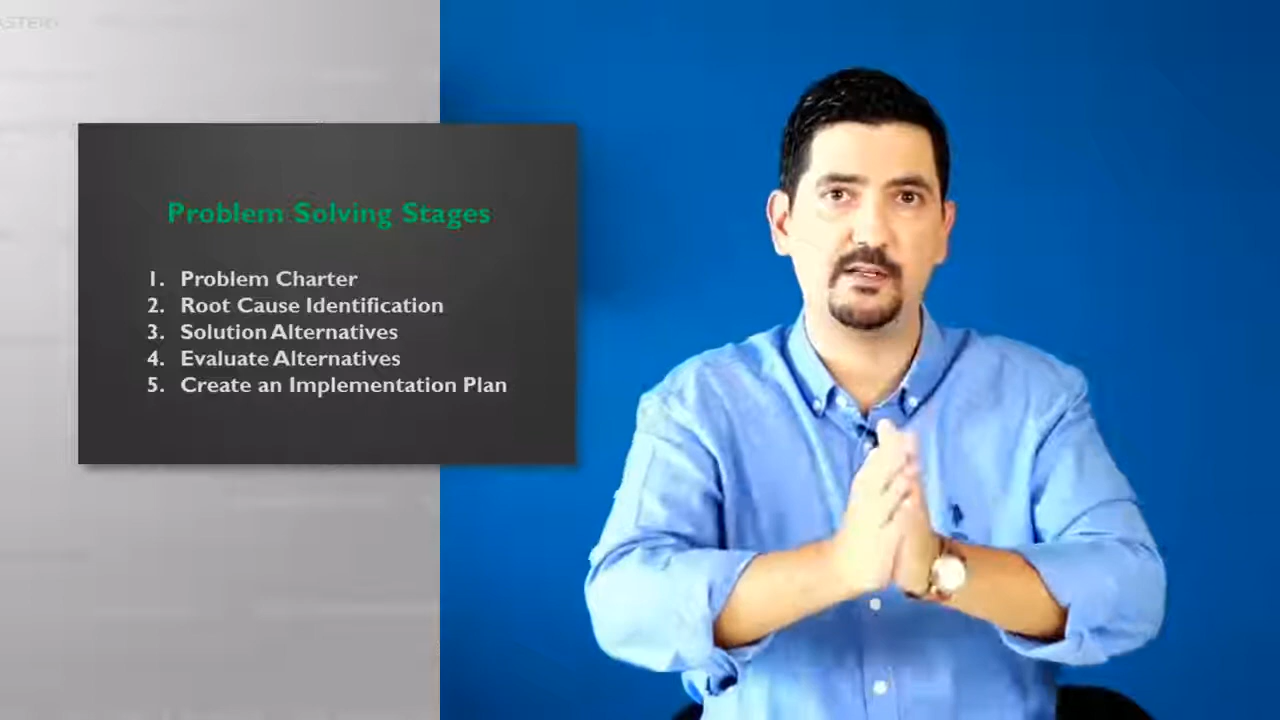 Problem Solving Stages
1. Problem Charter
2. Root Cause Identification
3. Solution Alternatives
4. Evaluate Alternatives
5. Create an Implementation Plan